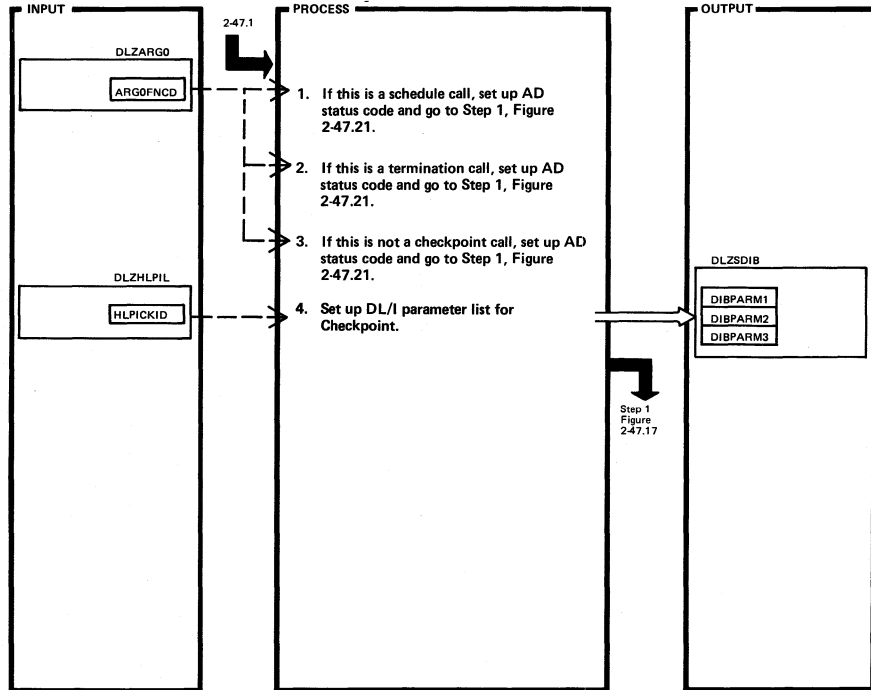 INPUT
PROCESS
OUTPUT
2-47.1
DLZARG0
ARG0FNCD
1. If this is a schedule call, set up AD
status code and go to Step 1, Figure
2-47.21.
2. If this is a termination call, set up AD
status code and go to Step 1, Figure
2-47.21.
3. If this is not a checkpoint call, set up AD
status code and go to Step 1, Figure
2-47.21.
DLZHLPIL
HLPICKID
4. Set up DL/I parameter list for
Checkpoint.
DLZSDIB
DIBPARM1
DIBPARM2
DIBPARM3
Step 1
Figure
2-47.17